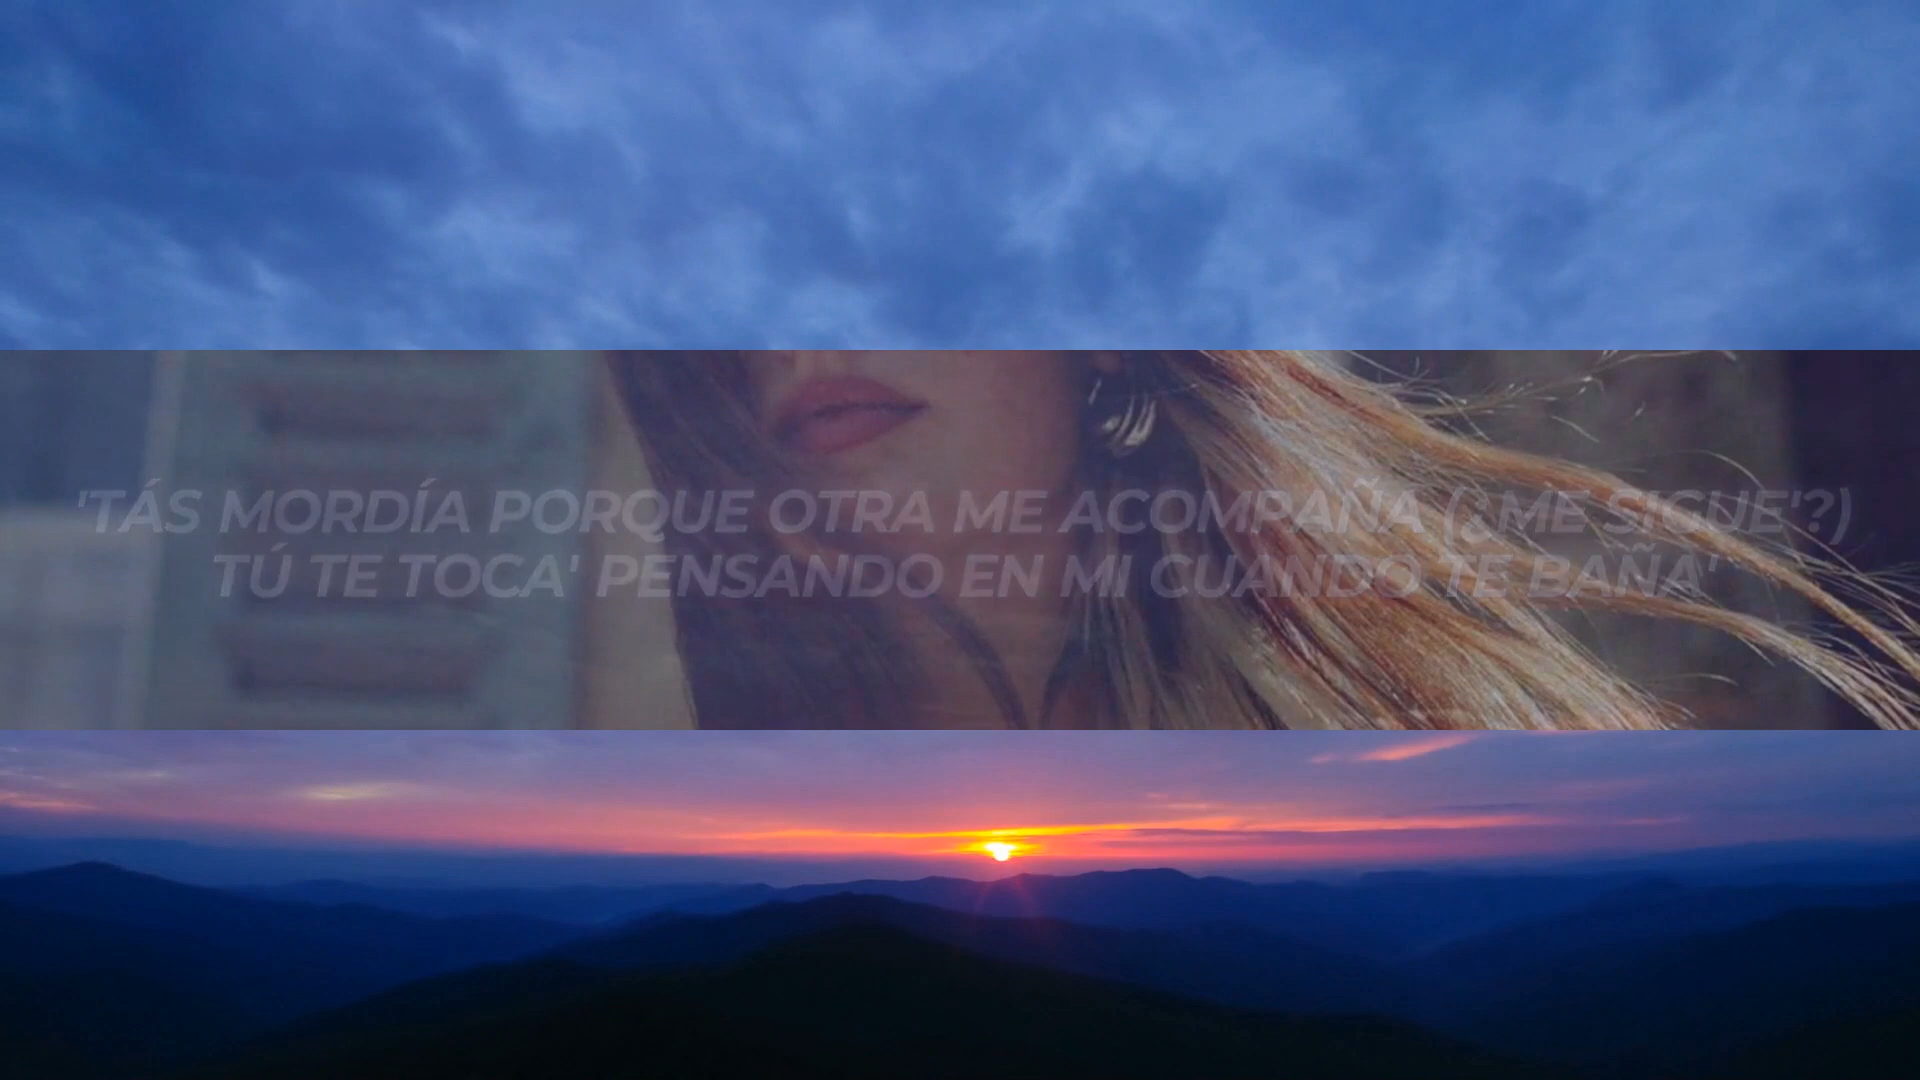 'TÁS MORDÍA PORQUE OTRA ME ACOMPAÑA (¿ME SIGUE'?)
TÚ TE TOCA' PENSANDO EN MI CUANDO TE BAÑA'